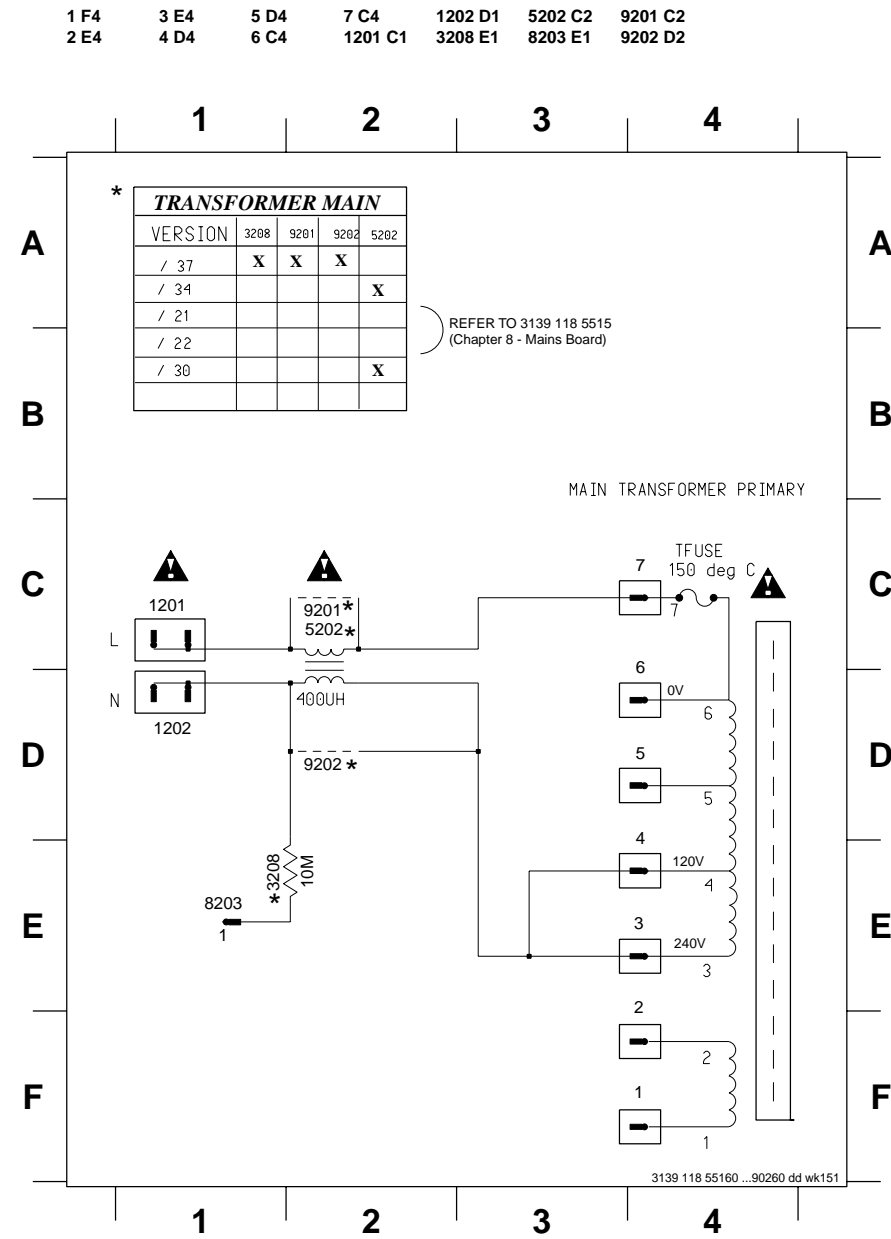 1 F4 3 E4 5 D4 7 C4 1202 D1 5202 C2 9201 C2
2 E4 4 D4 6 C4 1201 C1 3208 E1 8203 E1 9202 D2
1 2 3 4
* TRANSFORMER MAIN
VERSION 3208 9201 9202 5202
A A
/ 37 X X X
/ 34 X
/ 21
REFER TO 3139 118 5515
/ 22
(Chapter 8 - Mains Board)
/ 30 X
B B
MAIN TRANSFORMER PRIMARY
TFUSE
7 150 deg C
C C
1201 9201* 7
5202*
L
6
N 400UH 0V
6
1202
D 5 D
9202 *
5
4
120V
*3208
10M
4
8203
E 3 E
1 240V
3
2
2
F 1 F
1
3139 118 55160 ...90260 dd wk151
1 2 3 4